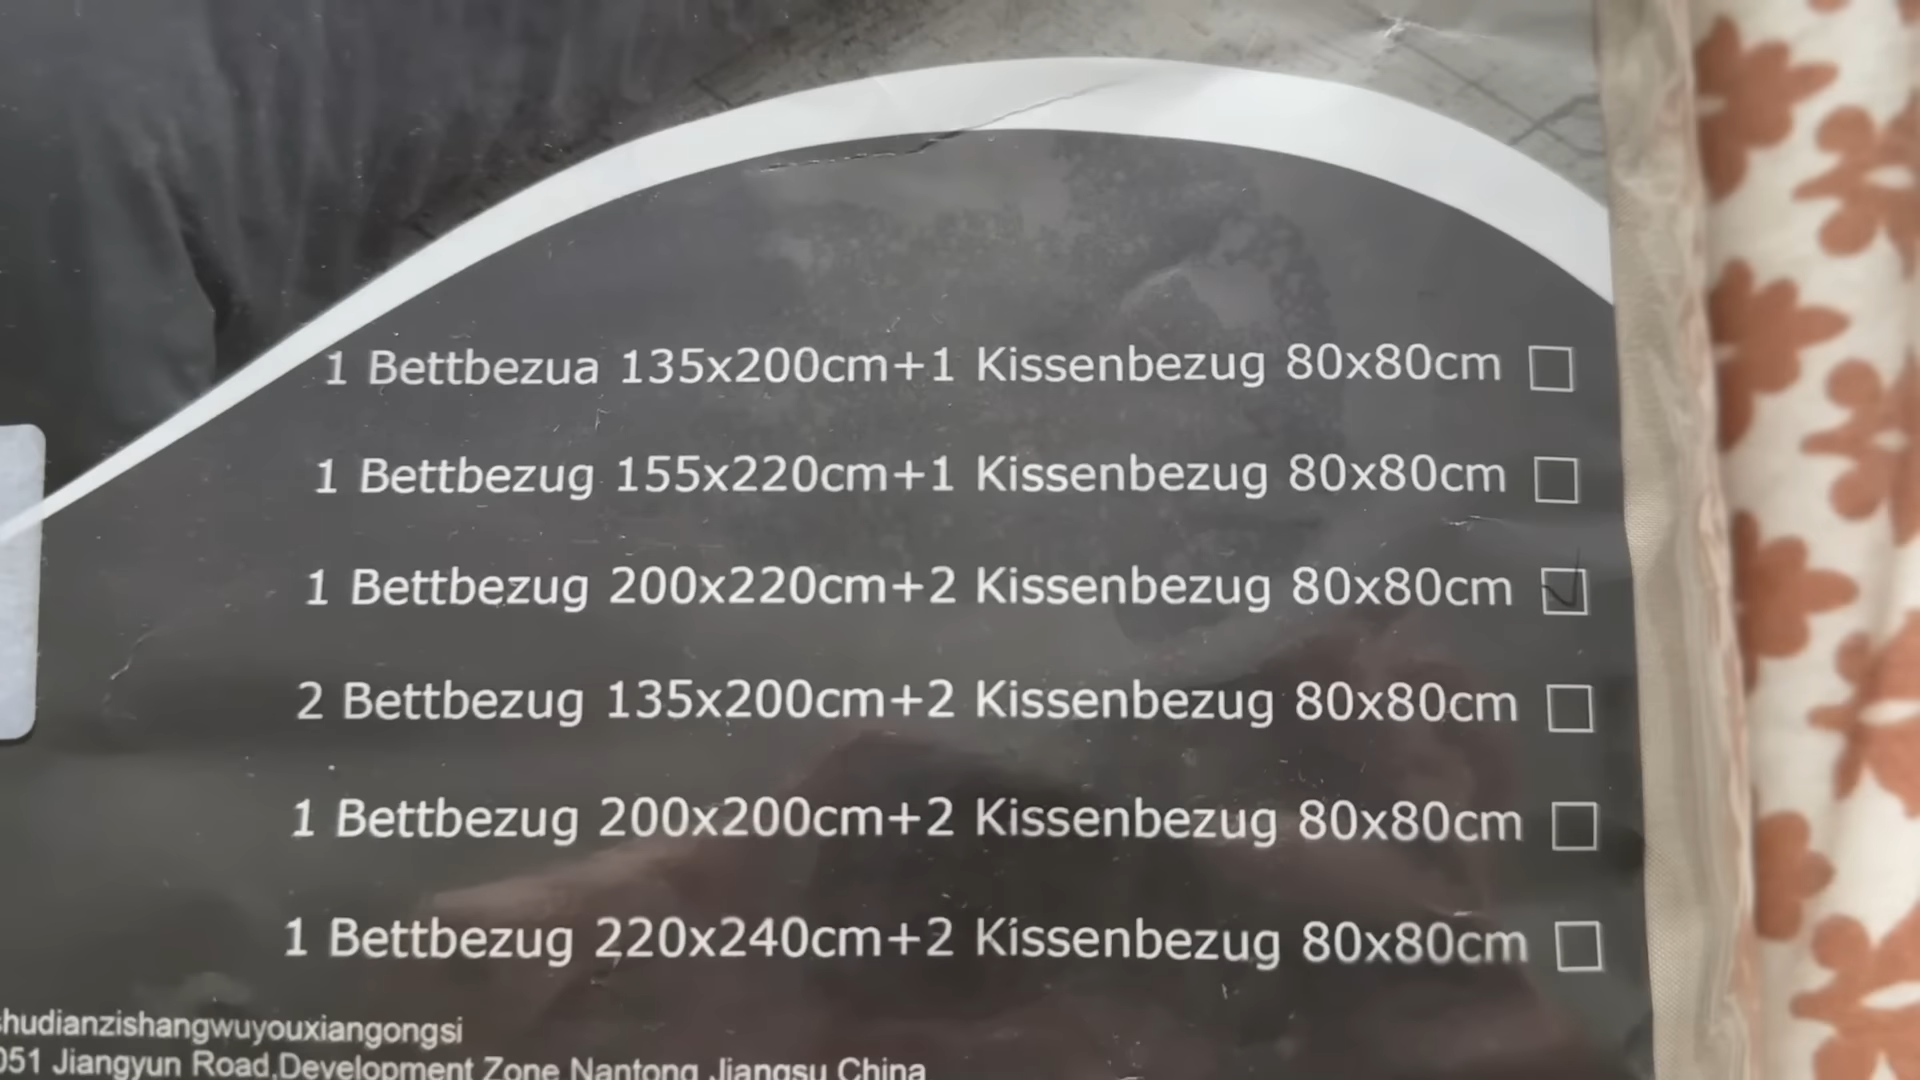 1 Bettbezua 135x200cm+1 Kissenbezug 80x80cm
1 Bettbezug 155x220cm+1 Kissenbezug 80x80cm
1 Bettbezug 200x220cm+2 Kissenbezug 80x80cm
2 Bettbezug 135x200cm+2 Kissenbezug 80x80cm
1 Bettbezug 200x200cm+2 Kissenbezug 80x80cm
1 Bettbezug 220x240cm+2 Kissenbezug 80x80cm
hudianzishangwuyouxiangongsi
051 Jiangyun Road,Development Zone Nantong Jiangsu China